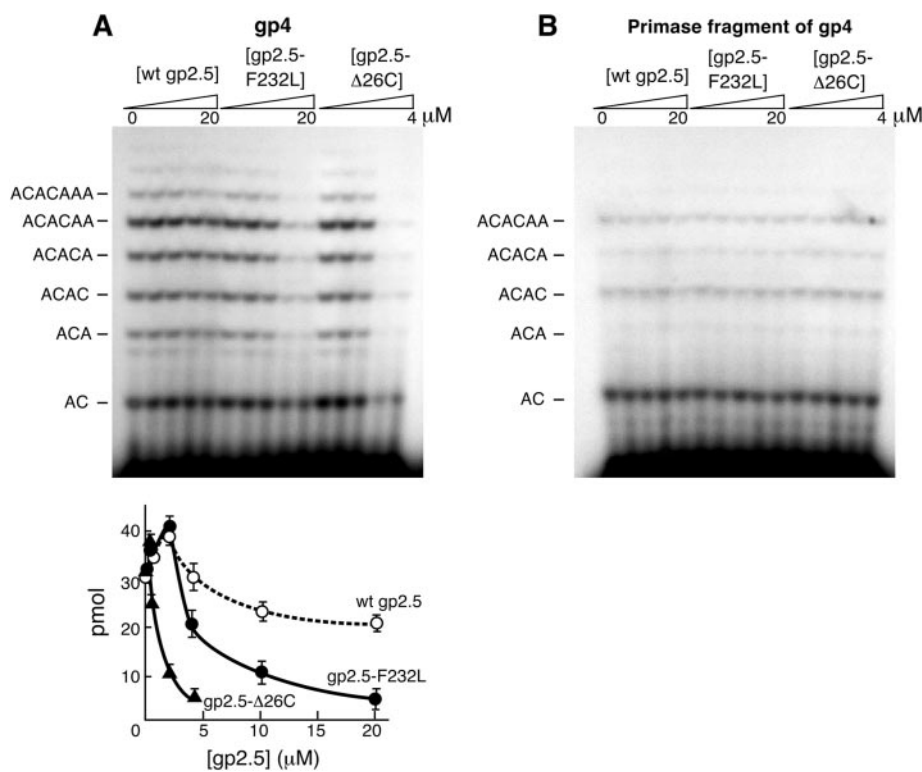 A
gp4
[wt gp2.5]
[gp2.5-
F232L]
[gp2.5-
Δ26C]
0 20 20 4 μM
ACACAAA
ACACAA
ACACA
ACAC
ACA
AC
B
Primase fragment of gp4
[wt gp2.5]
[gp2.5-
F232L]
[gp2.5-
Δ26C]
0 20 20 4 μM
ACACAA
ACACA
ACAC
ACA
AC
40
30
20
10
0 5 10 15 20
pmol
wt gp2.5
gp2.5-F232L
gp2.5-Δ26C
[gp2.5] (μM)